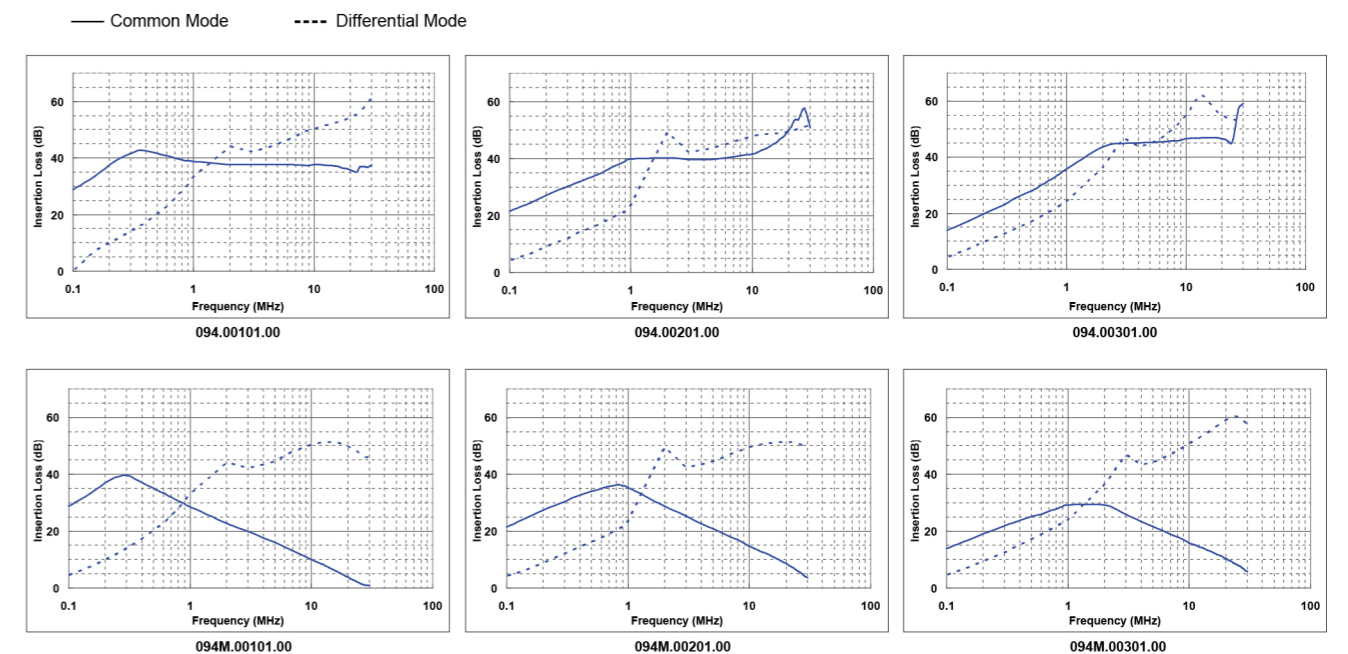 Common Mode Differential Mode
Insertion Loss (dB)
60
40
20
0
0.1 1 10 100
Frequency (MHz)
094.00101.00
Insertion Loss (dB)
60
40
20
0
0.1 1 10 100
Frequency (MHz)
094.00201.00
Insertion Loss (dB)
60
40
20
0
0.1 1 10 100
Frequency (MHz)
094.00301.00
Insertion Loss (dB)
60
40
20
0
0.1 1 10 100
Frequency (MHz)
094M.00101.00
Insertion Loss (dB)
60
40
20
0
0.1 1 10 100
Frequency (MHz)
094M.00201.00
Insertion Loss (dB)
60
40
20
0
0.1 1 10 100
Frequency (MHz)
094M.00301.00